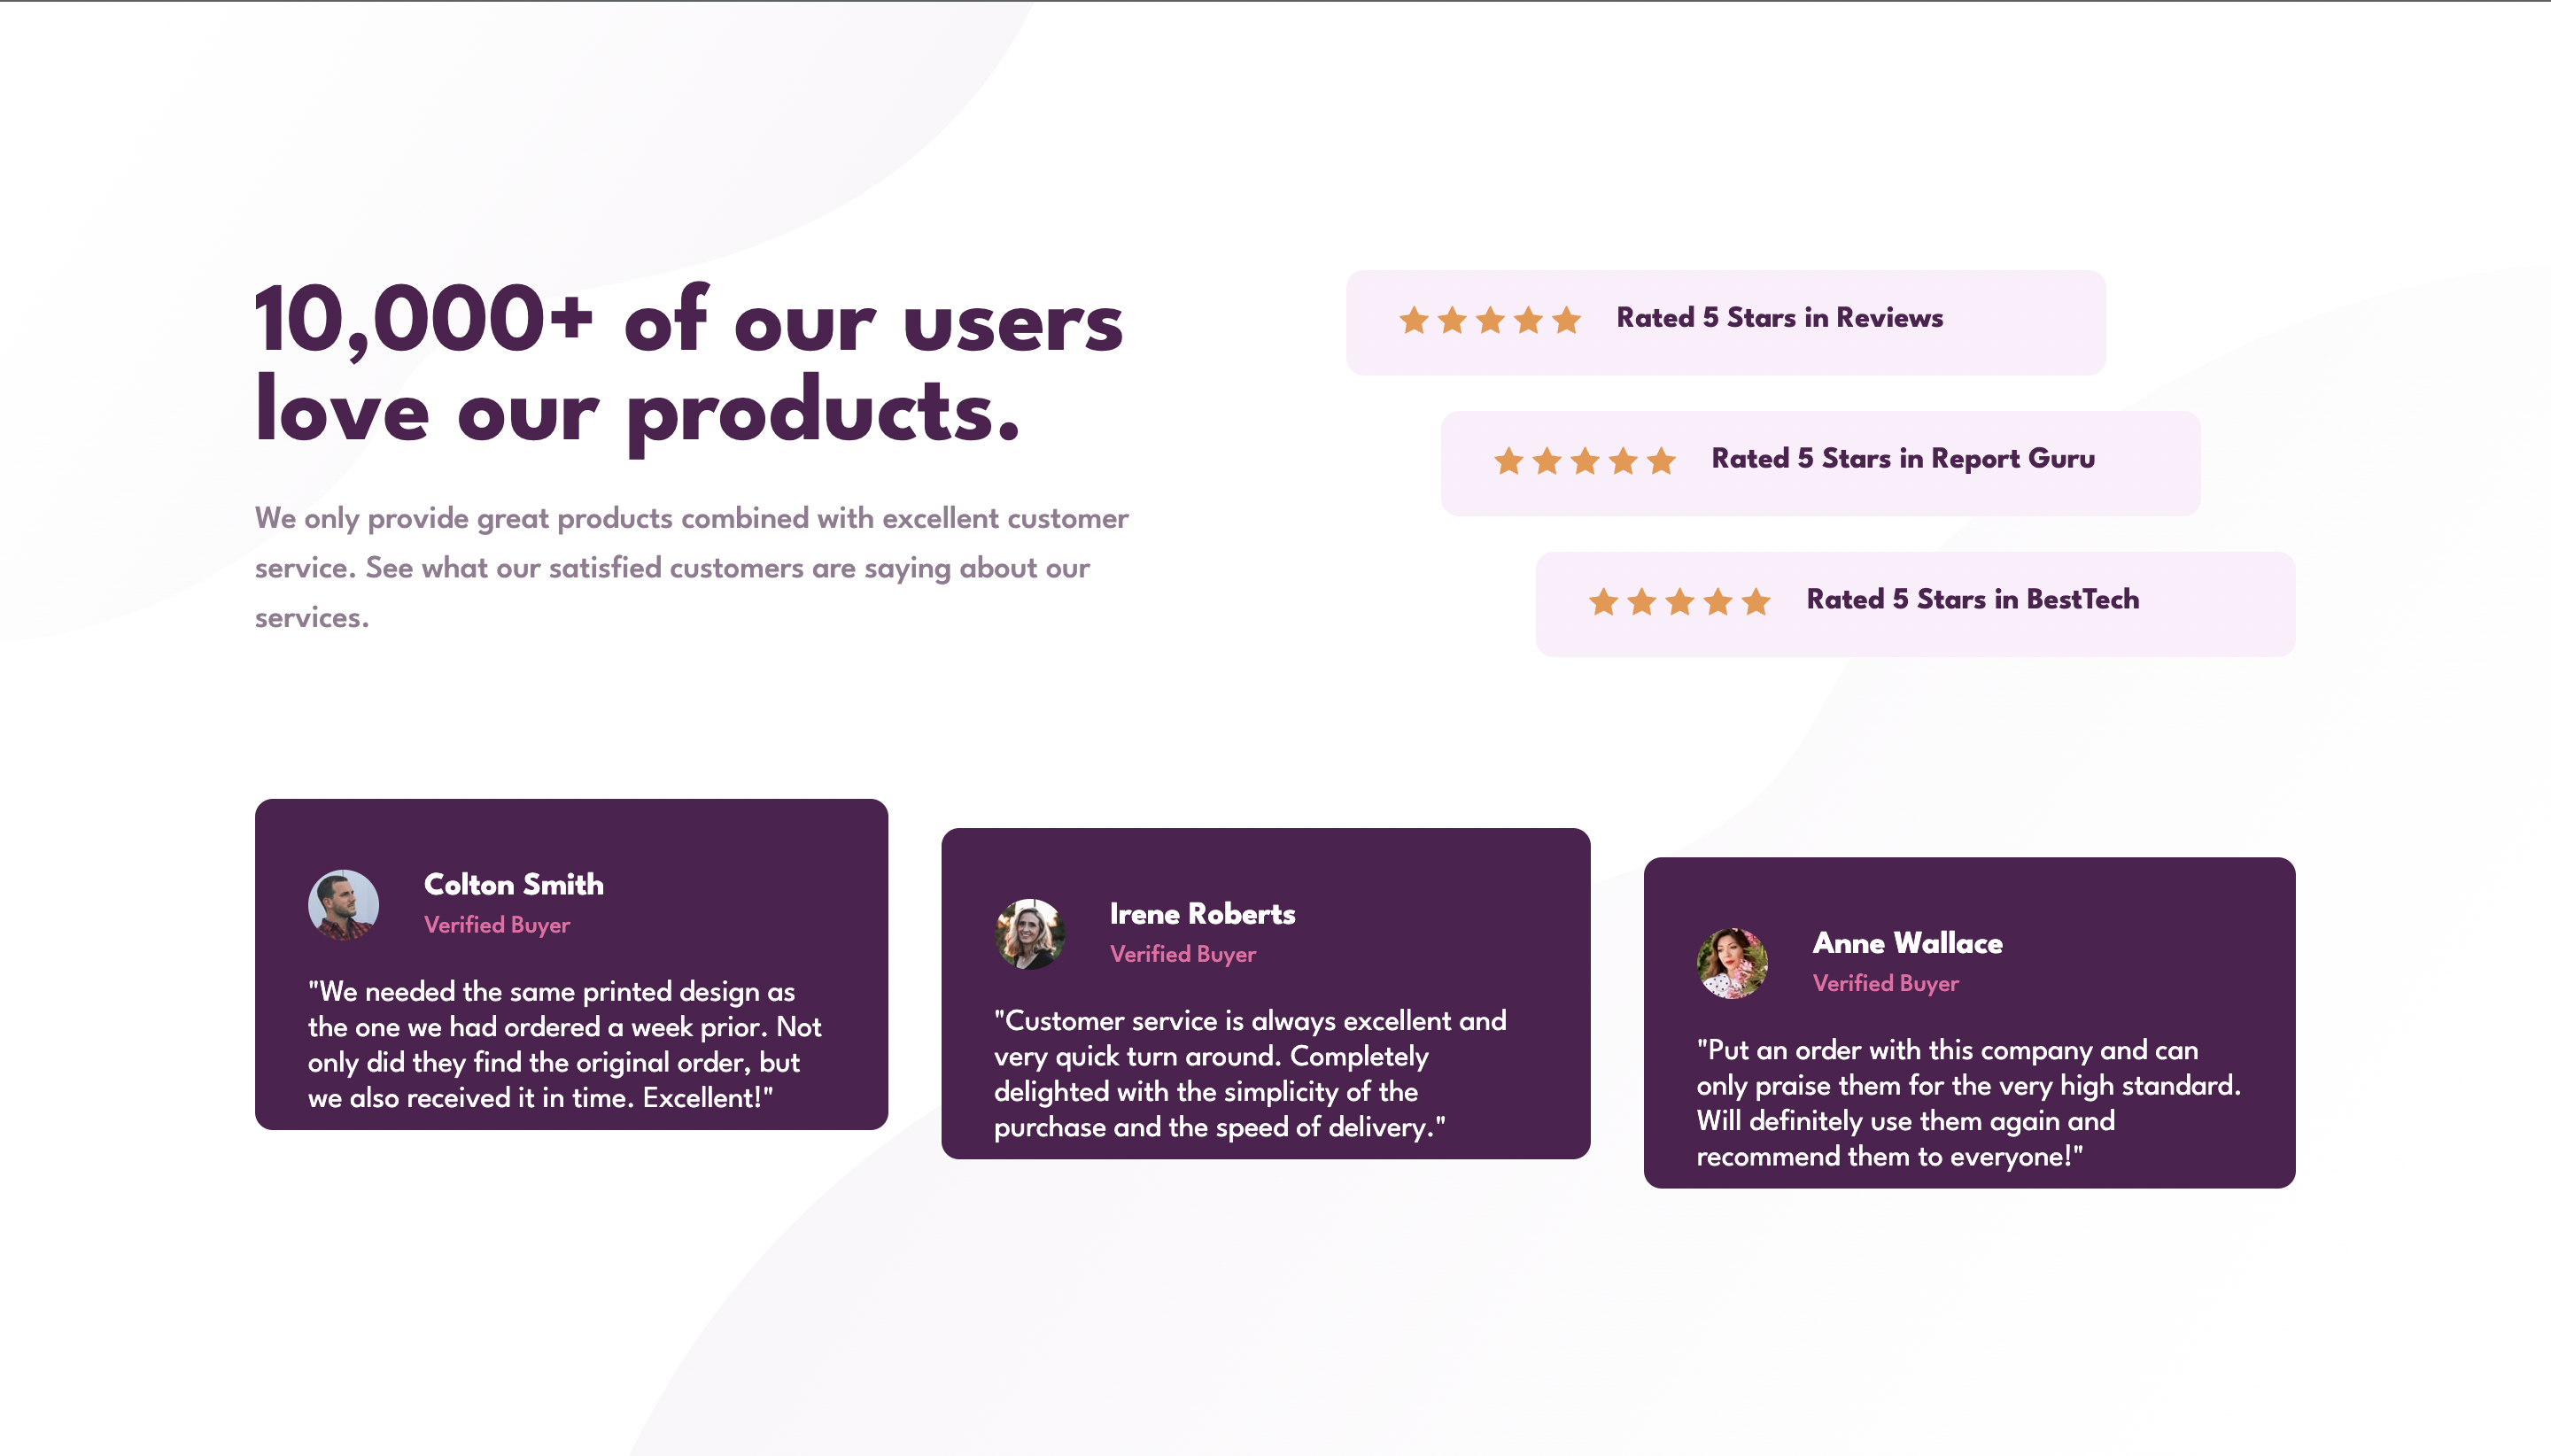 10,000+ of our users
love our products.
We only provide great products combined with excellent customer
service. See what our satisfied customers are saying about our
services.
Rated 5 Stars in Reviews
Rated 5 Stars in Report Guru
Rated 5 Stars in BestTech
Colton Smith
Verified Buyer
"We needed the same printed design as
the one we had ordered a week prior. Not
only did they find the original order, but
we also received it in time. Excellent!"
Irene Roberts
Verified Buyer
"Customer service is always excellent and
very quick turn around. Completely
delighted with the simplicity of the
purchase and the speed of delivery."
Anne Wallace
Verified Buyer
"Put an order with this company and can
only praise them for the very high standard.
Will definitely use them again and
recommend them to everyone!"